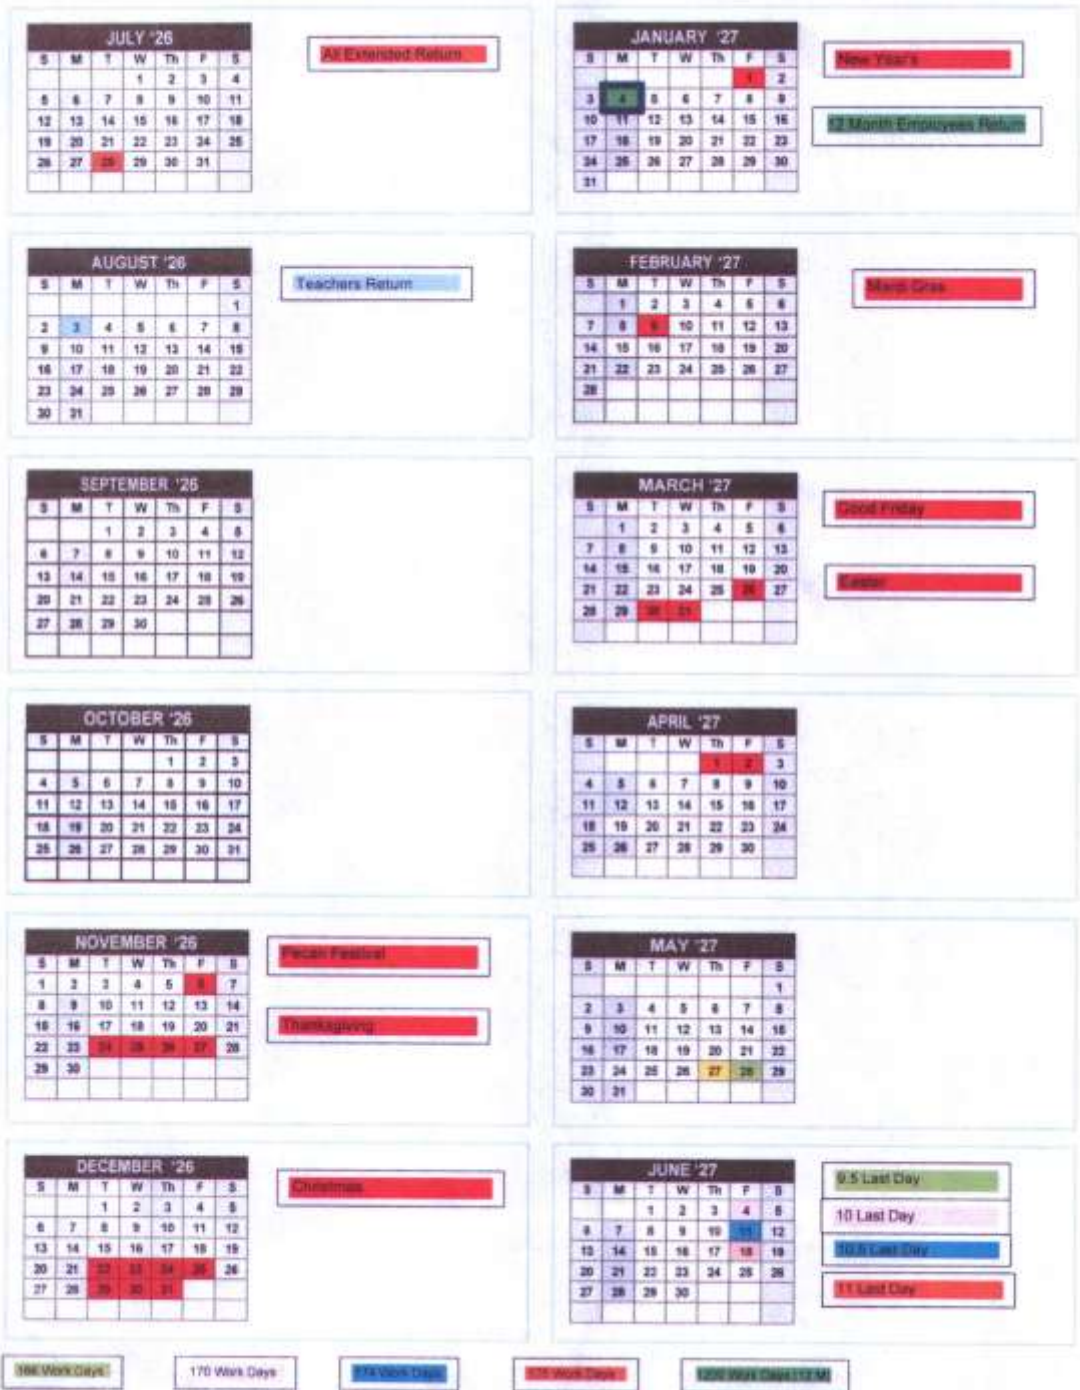 JULY '26
S M T W Th F S
1 2 3 4
5 6 7 8 9 10 11
12 13 14 15 16 17 18
19 20 21 22 23 24 25
26 27 28 29 30 31
All Extended Return
AUGUST '26
S M T W Th F S
1
2 3 4 5 6 7 8
9 10 11 12 13 14 15
16 17 18 19 20 21 22
23 24 25 26 27 28 29
30 31
Teachers Return
SEPTEMBER '26
S M T W Th F S
1 2 3 4 5
6 7 8 9 10 11 12
13 14 15 16 17 18 19
20 21 22 23 24 25 26
27 28 29 30
OCTOBER '26
S M T W Th F S
1 2 3
4 5 6 7 8 9 10
11 12 13 14 15 16 17
18 19 20 21 22 23 24
25 26 27 28 29 30 31
NOVEMBER '26
S M T W Th F S
1 2 3 4 5 6 7
8 9 10 11 12 13 14
15 16 17 18 19 20 21
22 23 24 25 26 27 28
29 30
Pecan Festival
Thanksgiving
DECEMBER '26
S M T W Th F S
1 2 3 4 5
6 7 8 9 10 11 12
13 14 15 16 17 18 19
20 21 22 23 24 25 26
27 28 29 30 31
Christmas
JANUARY '27
S M T W Th F S
1 2
3 4 5 6 7 8 9
10 11 12 13 14 15 16
17 18 19 20 21 22 23
24 25 26 27 28 29 30
31
New Year's
12 Month Employees Return
FEBRUARY '27
S M T W Th F S
1 2 3 4 5 6
7 8 9 10 11 12 13
14 15 16 17 18 19 20
21 22 23 24 25 26 27
28
Mardi Gras
MARCH '27
S M T W Th F S
1 2 3 4 5 6
7 8 9 10 11 12 13
14 15 16 17 18 19 20
21 22 23 24 25 26 27
28 29 30 31
Good Friday
Easter
APRIL '27
S M T W Th F S
1 2 3
4 5 6 7 8 9 10
11 12 13 14 15 16 17
18 19 20 21 22 23 24
25 26 27 28 29 30
MAY '27
S M T W Th F S
1
2 3 4 5 6 7 8
9 10 11 12 13 14 15
16 17 18 19 20 21 22
23 24 25 26 27 28 29
30 31
JUNE '27
S M T W Th F S
1 2 3 4 5
6 7 8 9 10 11 12
13 14 15 16 17 18 19
20 21 22 23 24 25 26
27 28 29 30
9.5 Last Day
10 Last Day
10.5 Last Day
11 Last Day
Work Days
170 Work Days
174 Work Days
Work Days
Work Days (12 M)